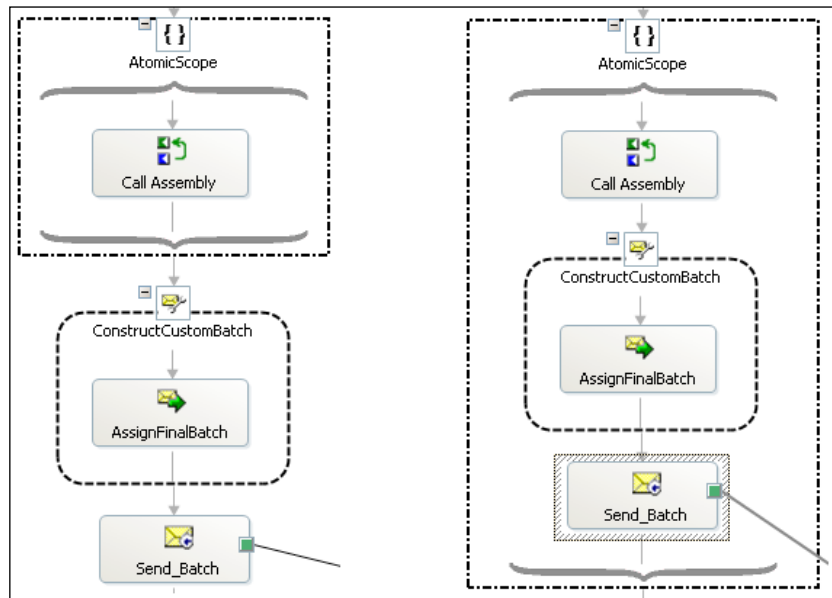 { }
AtomicScope
Call Assembly
ConstructCustomBatch
AssignFinalBatch
Send_Batch
{ }
AtomicScope
Call Assembly
ConstructCustomBatch
AssignFinalBatch
Send_Batch